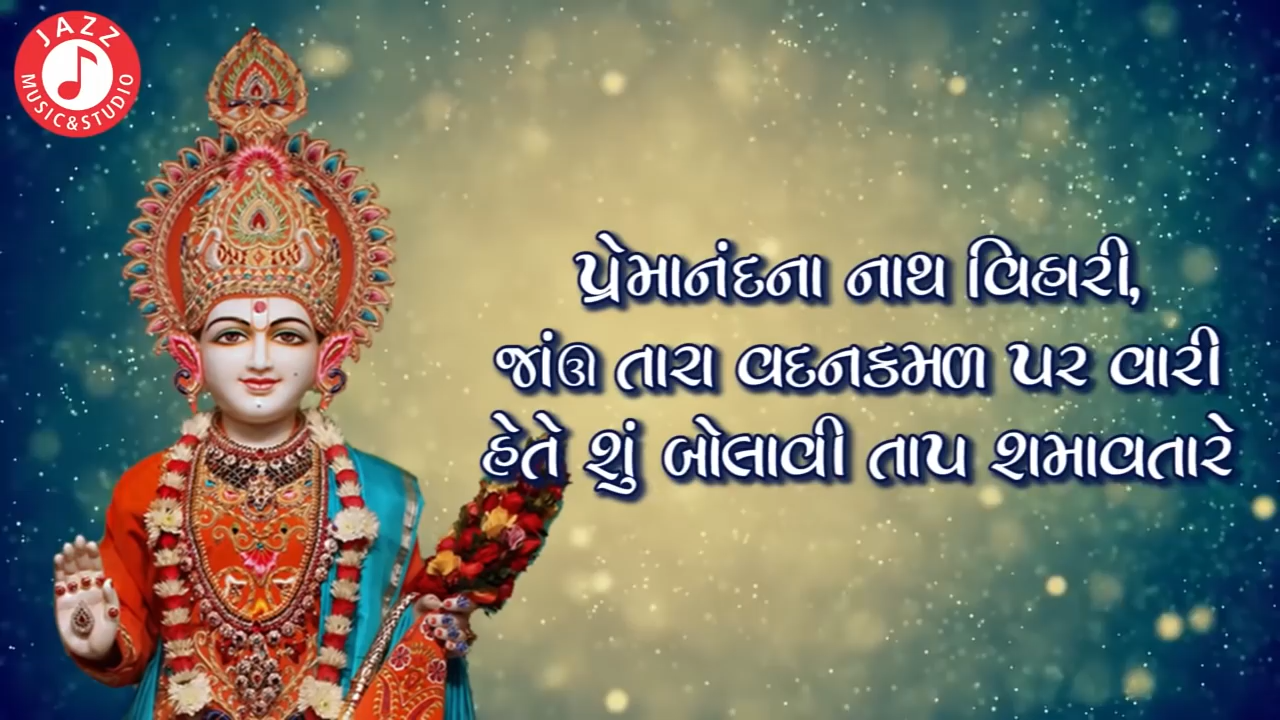 JAZZ
MUSIC&STUDIO
પ્રેમાનંદના નાથ વિહારી,
જાંઊ તારા વદનકમળ પર વારી
હેતે શું બોલાવી તાપ શમાવતારે